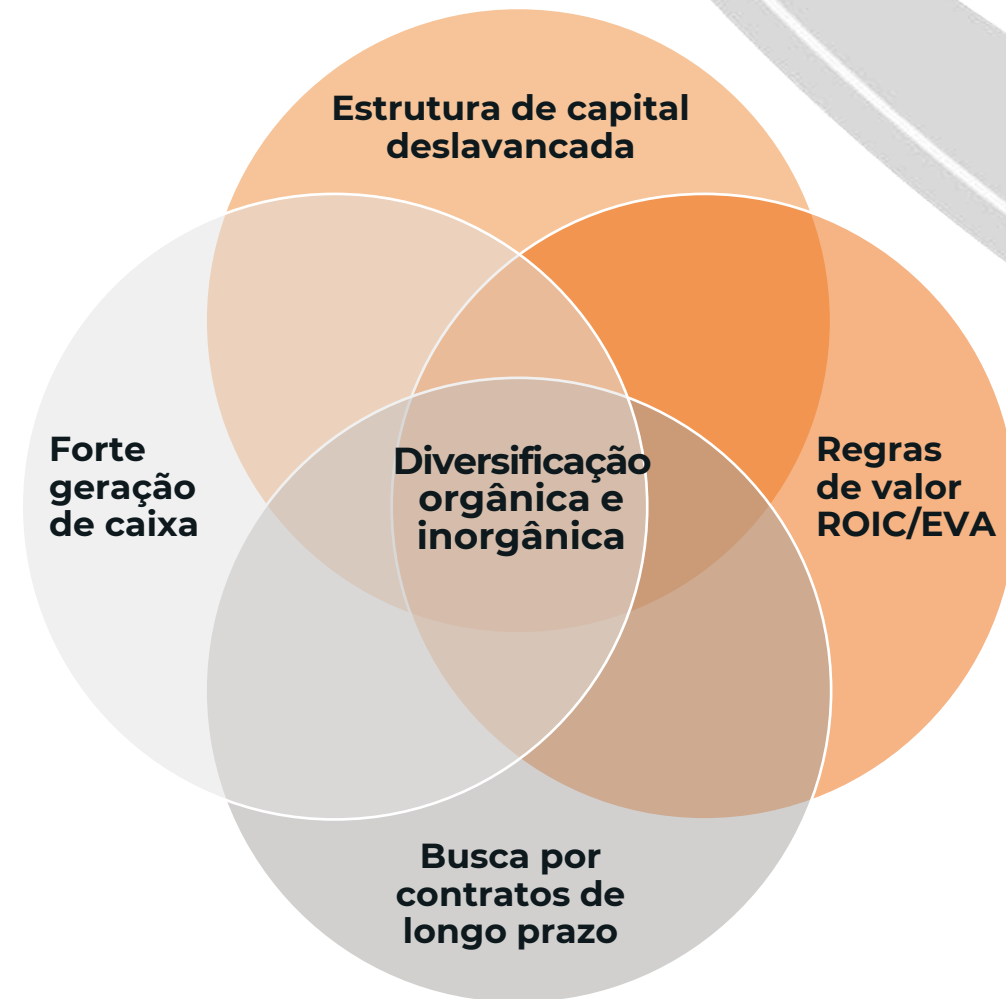 Estrutura de capital
deslavancada
Forte
geração
de caixa
Diversificação
orgânica e
inorgânica
Regras
de valor
ROIC/EVA
Busca por
contratos de
longo prazo